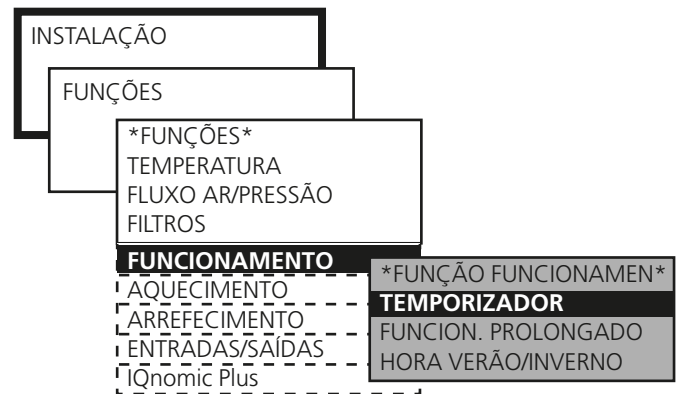 INSTALAÇÃO
FUNÇÕES
*FUNÇÕES*
TEMPERATURA
FLUXO AR/PRESSÃO
FILTROS
FUNCIONAMENTO
AQUECIMENTO
ARREFECIMENTO
ENTRADAS/SAÍDAS
IQnomic Plus
*FUNÇÃO FUNCIONAMEN*
TEMPORIZADOR
FUNCION. PROLONGADO
HORA VERÃO/INVERNO